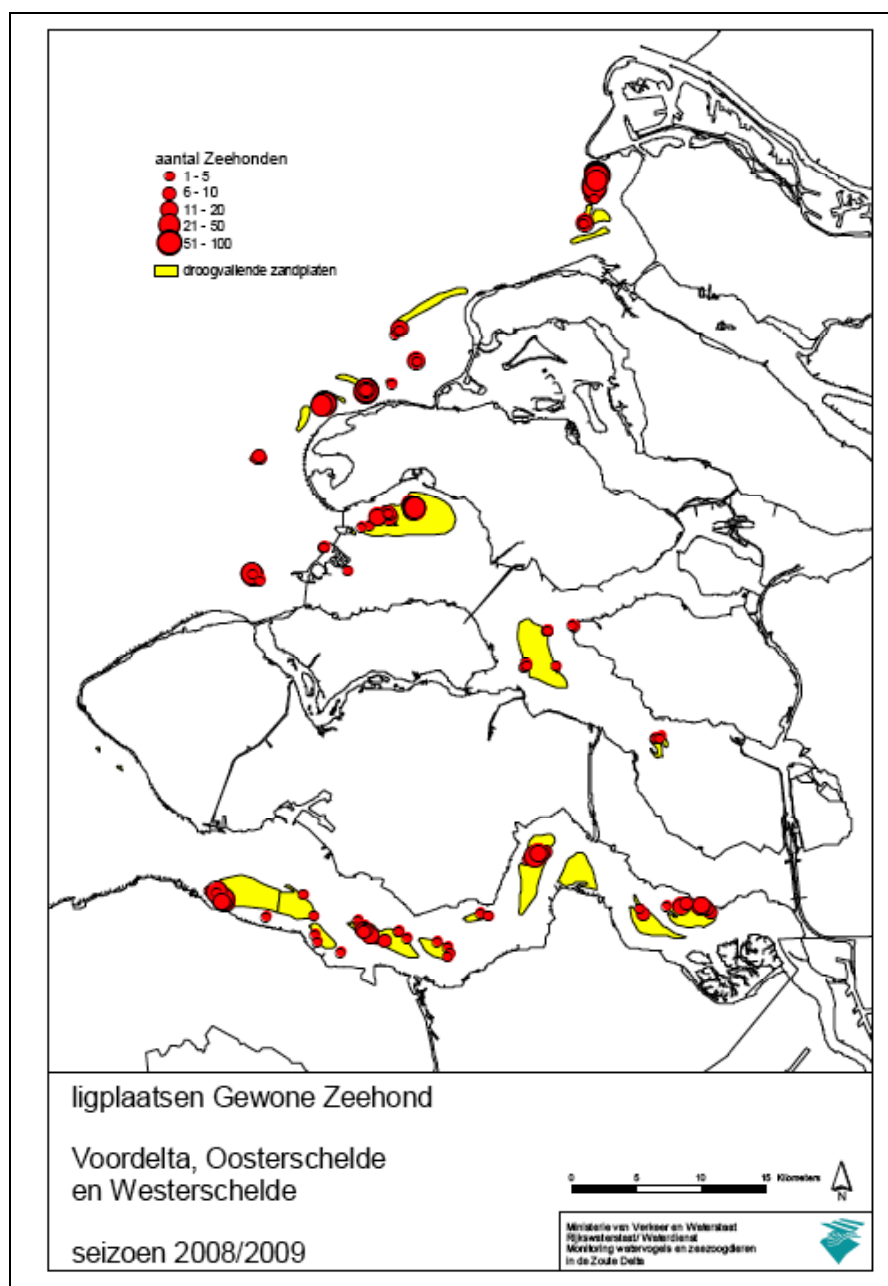 aantal Zeehonden
1 - 5
6 - 10
11 - 20
21 - 50
51 - 100
droogvallende zandplaten
ligplaatsen Gewone Zeehond
Voordelta, Oosterschelde
en Westerschelde
seizoen 2008/2009
0 5 10 15 Kilometers
N
Ministerie van Verkeer en Waterstaat
Rijkswaterstaat/ Waterdienst
Monitoring watervogels en zeezoogdieren
in de Zoute Delta